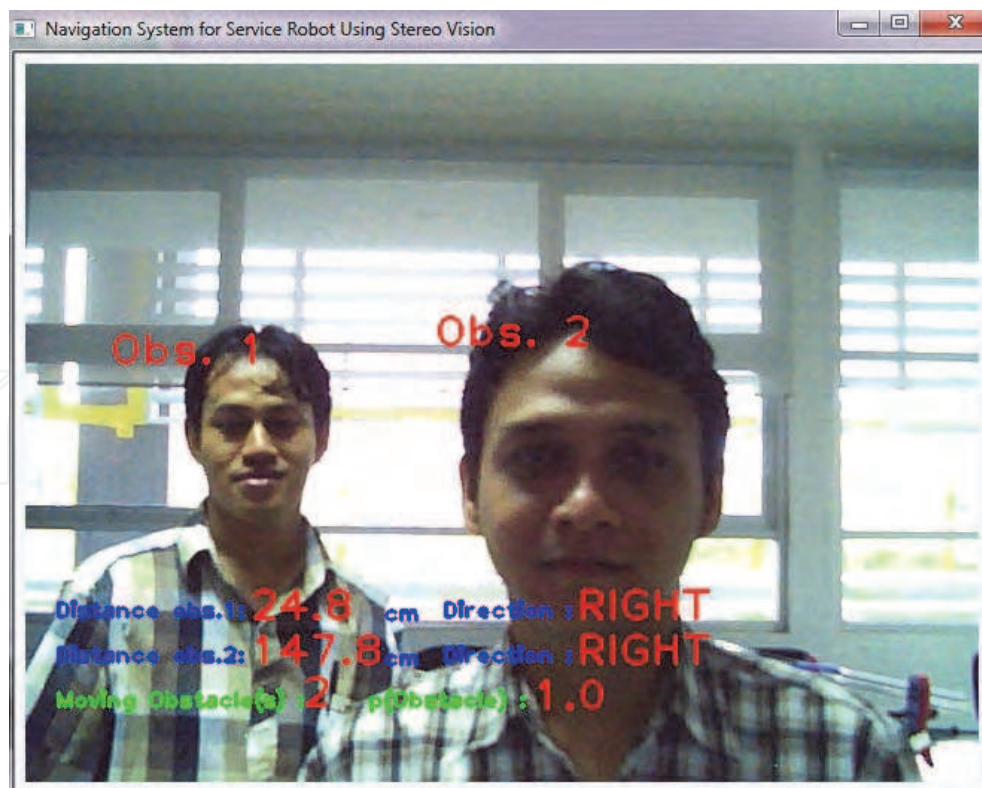 Navigation System for Service Robot Using Stereo Vision
Obs. 1
Obs. 2
Distance obs.1: 24.8 cm Direction : RIGHT
Distance obs.2: 147.8 cm Direction : RIGHT
Moving Obstacle(s) : 2 p(Obstacle) : 1.0